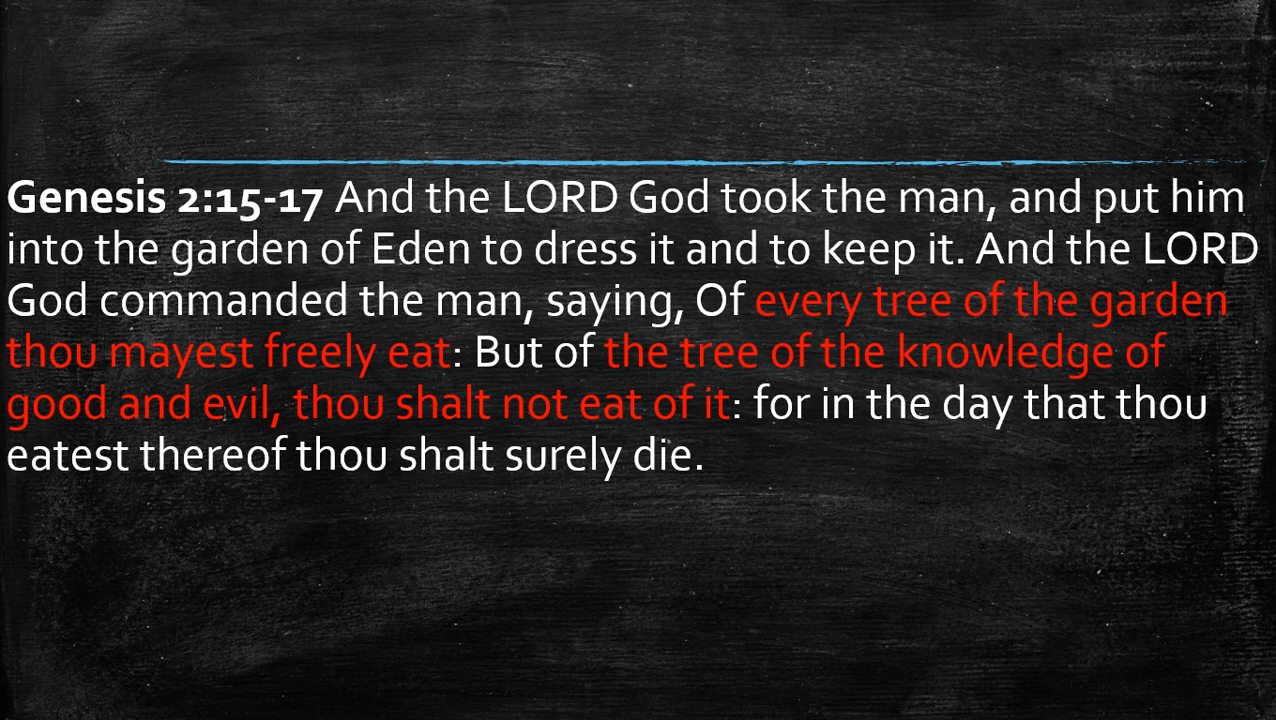 Genesis 2:15-17 And the LORD God took the man, and put him
into the garden of Eden to dress it and to keep it. And the LORD
God commanded the man, saying, Of every tree of the garden
thou mayest freely eat: But of the tree of the knowledge of
good and evil, thou shalt not eat of it: for in the day that thou
eatest thereof thou shalt surely die.